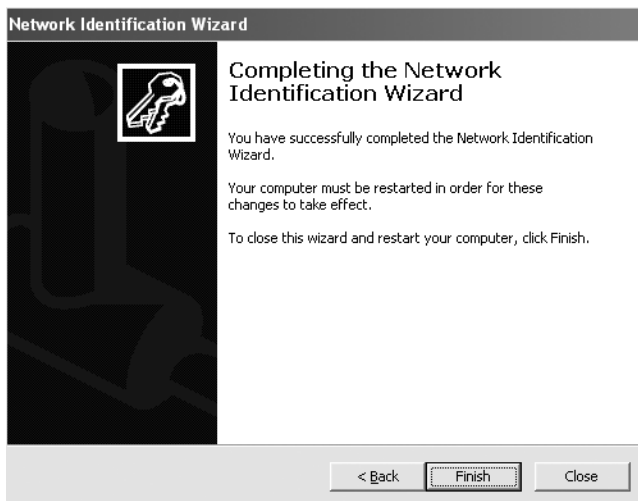 Network Identification Wizard
Completing the Network
Identification Wizard
You have successfully completed the Network Identification
Wizard.
Your computer must be restarted in order for these
changes to take effect.
To close this wizard and restart your computer, click Finish.
< Back Finish Close